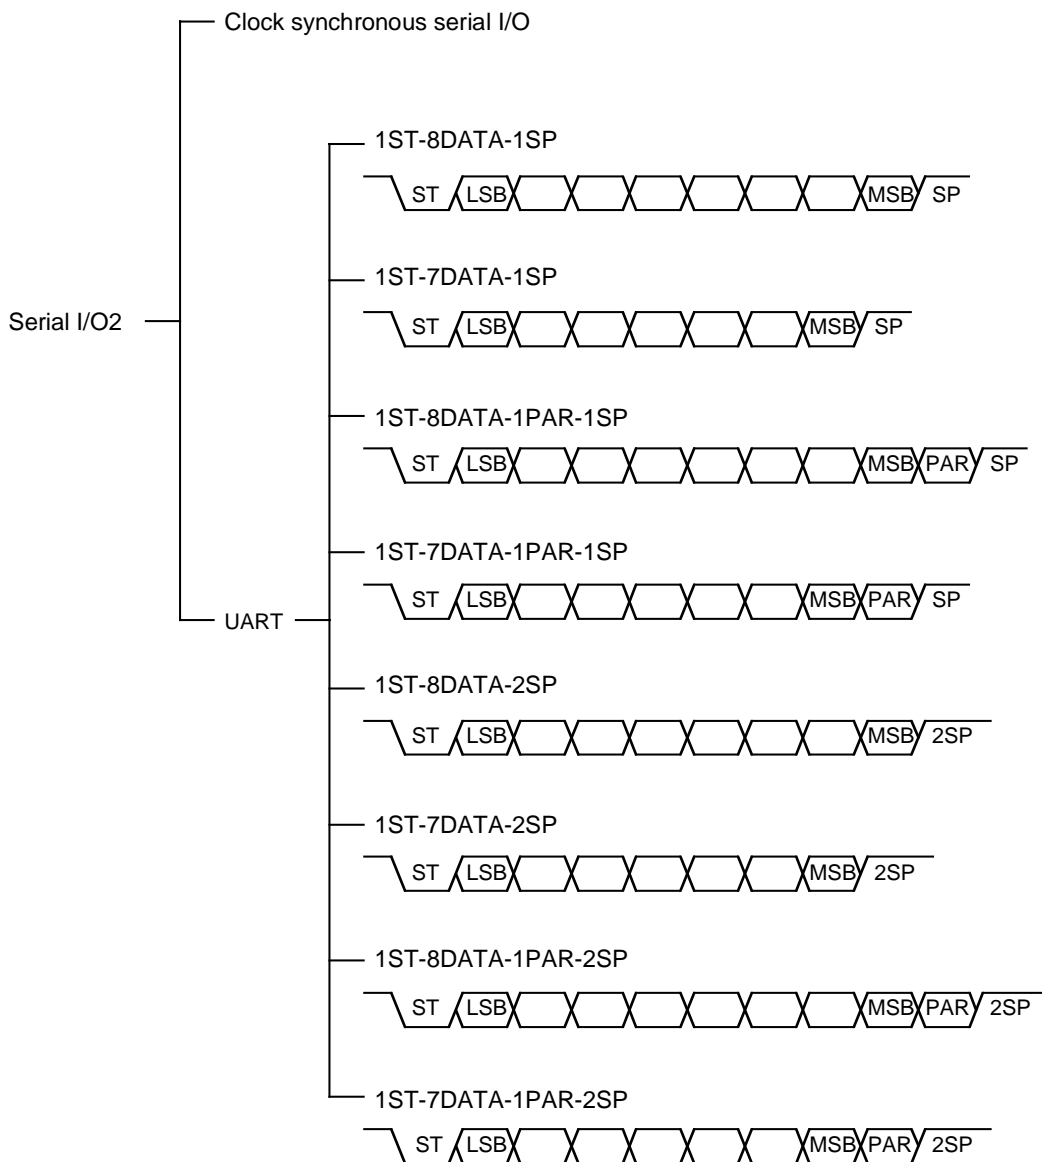 Clock synchronous serial I/O
1ST-8DATA-1SP
ST LSB MSB SP
1ST-7DATA-1SP
ST LSB MSB SP
Serial I/O2
1ST-8DATA-1PAR-1SP
ST LSB MSB PAR SP
1ST-7DATA-1PAR-1SP
ST LSB MSB PAR SP
UART
1ST-8DATA-2SP
ST LSB MSB 2SP
1ST-7DATA-2SP
ST LSB MSB 2SP
1ST-8DATA-1PAR-2SP
ST LSB MSB PAR 2SP
1ST-7DATA-1PAR-2SP
ST LSB MSB PAR 2SP